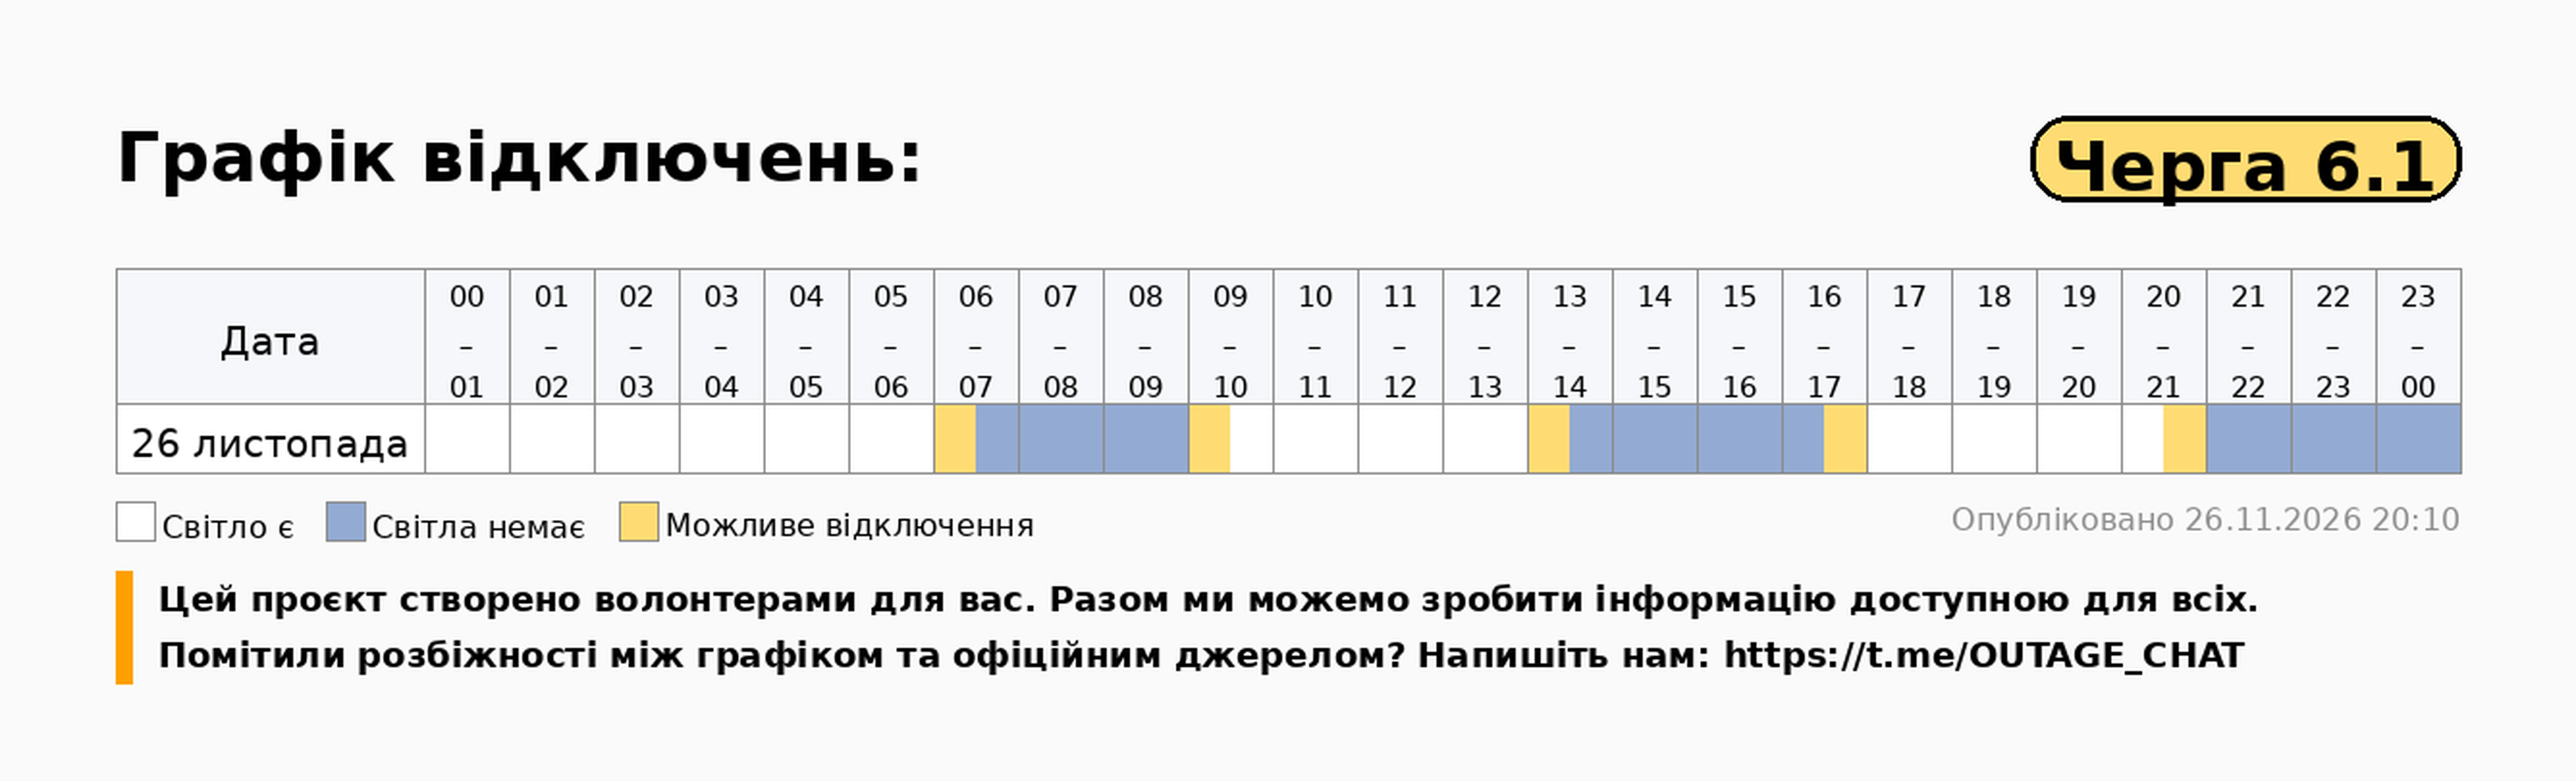 Графік відключень:
Черга 6.1
Дата
00 – 01
01 – 02
02 – 03
03 – 04
04 – 05
05 – 06
06 – 07
07 – 08
08 – 09
09 – 10
10 – 11
11 – 12
12 – 13
13 – 14
14 – 15
15 – 16
16 – 17
17 – 18
18 – 19
19 – 20
20 – 21
21 – 22
22 – 23
23 – 00
26 листопада
Світло є
Світла немає
Можливе відключення
Опубліковано 26.11.2026 20:10
Цей проєкт створено волонтерами для вас. Разом ми можемо зробити інформацію доступною для всіх.
Помітили розбіжності між графіком та офіційним джерелом? Напишіть нам: https://t.me/OUTAGE_CHAT